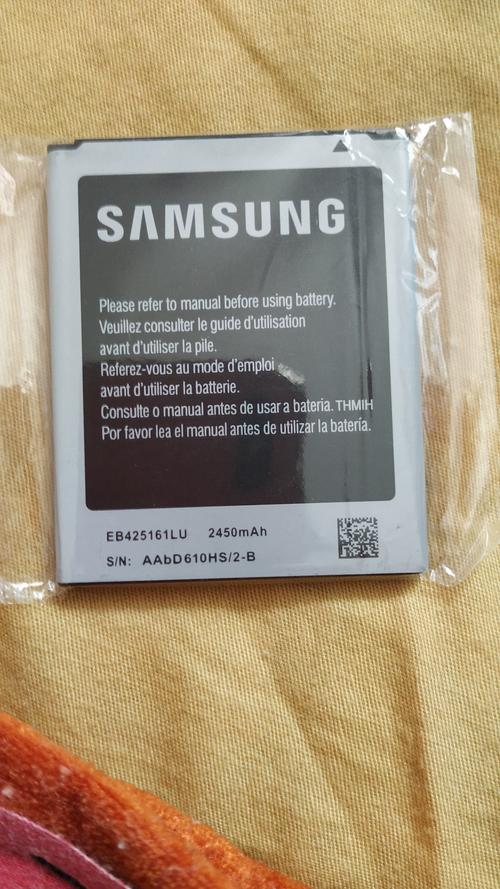 SAMSUNG
Please refer to manual before using battery.
Veuillez consulter le guide d'utilisation
avant d'utiliser la pile.
Referez-vous au mode d'emploi
avant d'utiliser la batterie.
Consulte o manual antes de usar a bateria. THMIH
Por favor lea el manual antes de utilizar la batería.
EB425161LU 2450mAh
S/N: AAbD610HS/2-B